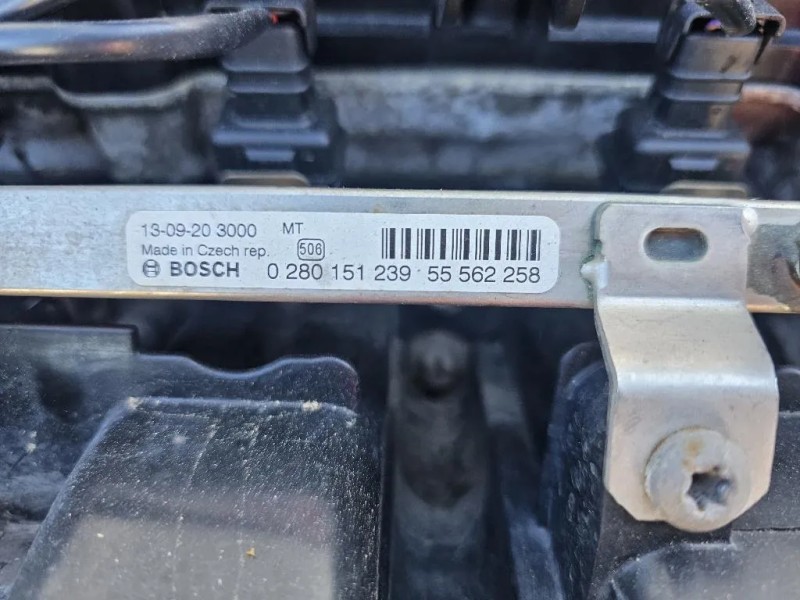 13-09-20 3000 MT
Made in Czech rep. 506
BOSCH 0 280 151 239 55 562 258